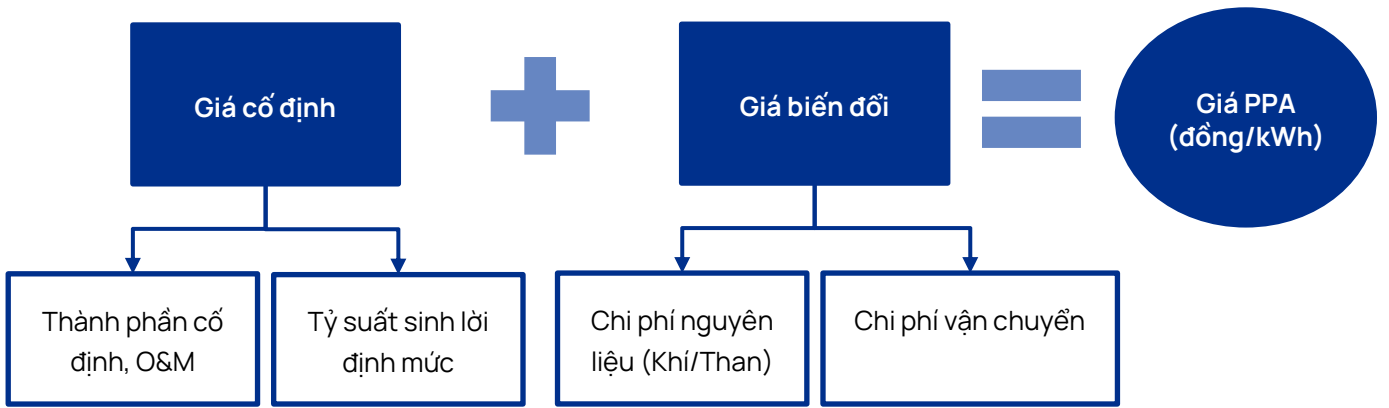 Giá cố định
Giá biến đổi
Giá PPA
(đồng/kWh)
Thành phần cố
định, O&M
Tỷ suất sinh lời
định mức
Chi phí nguyên
liệu (Khí/Than)
Chi phí vận chuyển